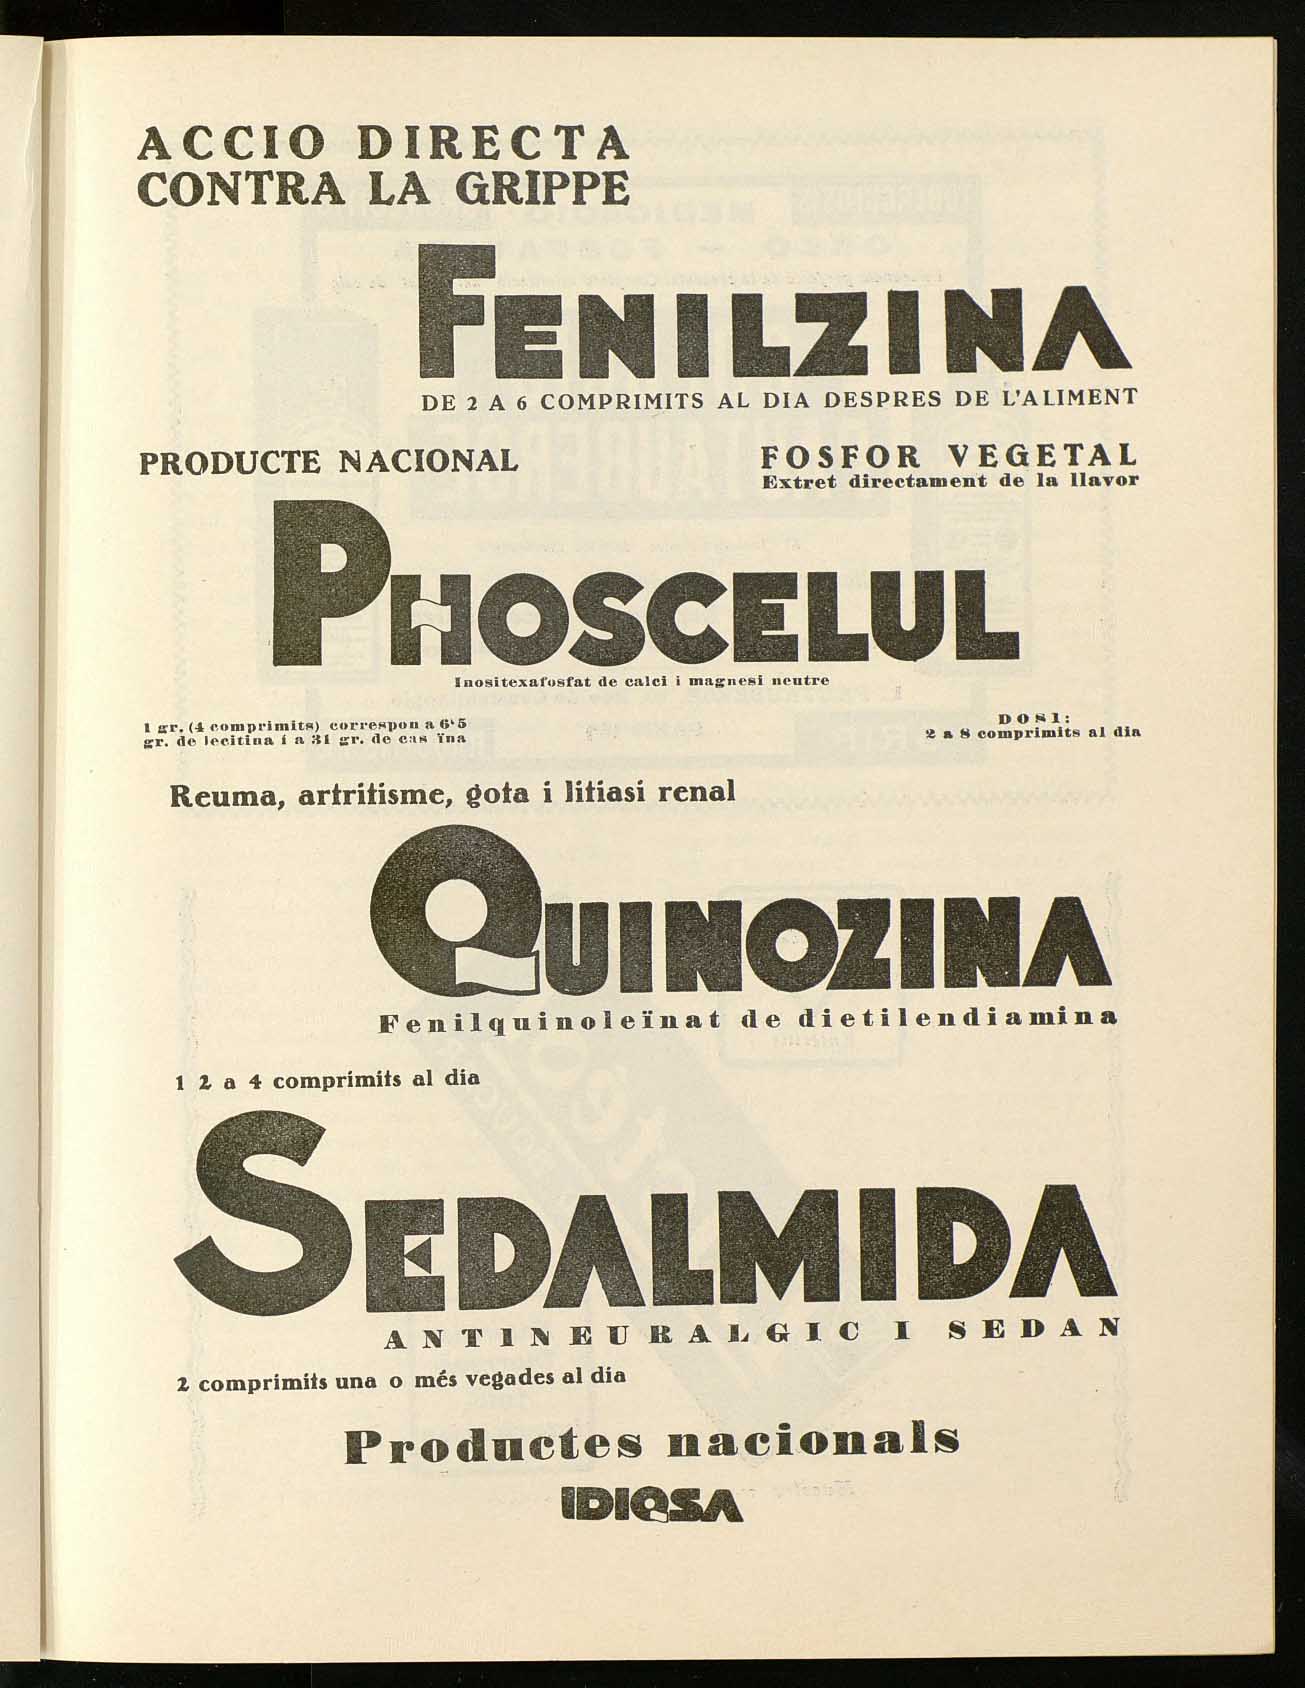 ACCIO DIRECTA
CONTRA LA GRIPPE
FENILZINA
DE 2 A 6 COMPRIMITS AL DIA DESPRES DE L'ALIMENT
PRODUCTE NACIONAL
FOSFOR VEGETAL
Extret directament de la llavor
PHOSCELUL
Inositexafosfat de calci i magnesi neutre
1 gr. (4 comprimits) correspon a 6'5
gr. de lecitina i a 31 gr. de cas ïna
DOSI:
2 a 8 comprimits al dia
Reuma, artritisme, gota i litiasi renal
QUINOZINA
Fenilquinoleïnat de dietilendiamina
1 2 a 4 comprimits al dia
SEDALMIDA
ANTINEURALGIC I SEDAN
2 comprimits una o més vegades al dia
Productes nacionals
IDIQSA